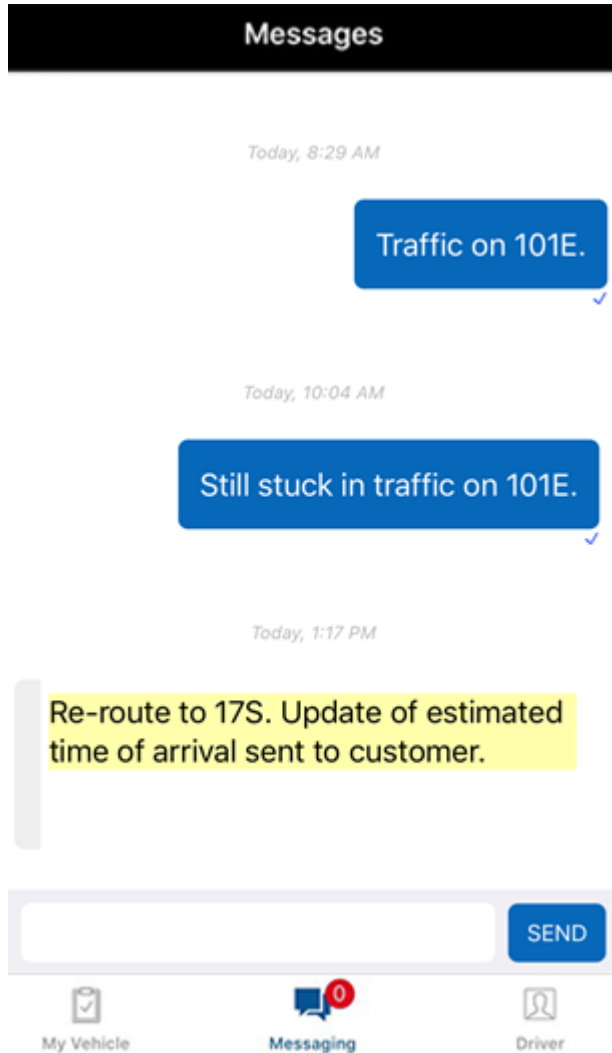 Messages
Today, 8:29 AM
Traffic on 101E.
Today, 10:04 AM
Still stuck in traffic on 101E.
Today, 1:17 PM
Re-route to 17S. Update of estimated
time of arrival sent to customer.
SEND
0
My Vehicle
Messaging
Driver